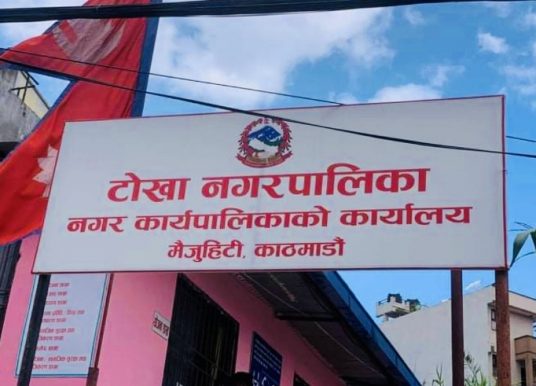 टोखा नगरपालिका
नगर कार्यपालिकाको कार्यालय
मैजुहिटी, काठमाडौं